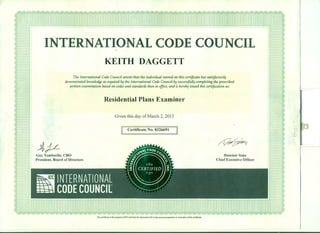 INTERNATIONAL CODE COUNCIL
KEITH DAGGETT
The International Code Council attests that the individual named on this certificate has satisfactorily
demonstrated knowledge as required by the International Code Council by successfully completing the prescribed
written examination based on codes and standards then in effect, and is hereby issued this certification as:
Residential Plans Examiner
Given this day of March 2, 2013
Certificate No. 8226691
Guy Tomberlin, CBO
President, Board of Directors
Dominic Sims
Chief Executive Officer
INTERNATIONAL
CODE COUNCIL
CERTIFIED